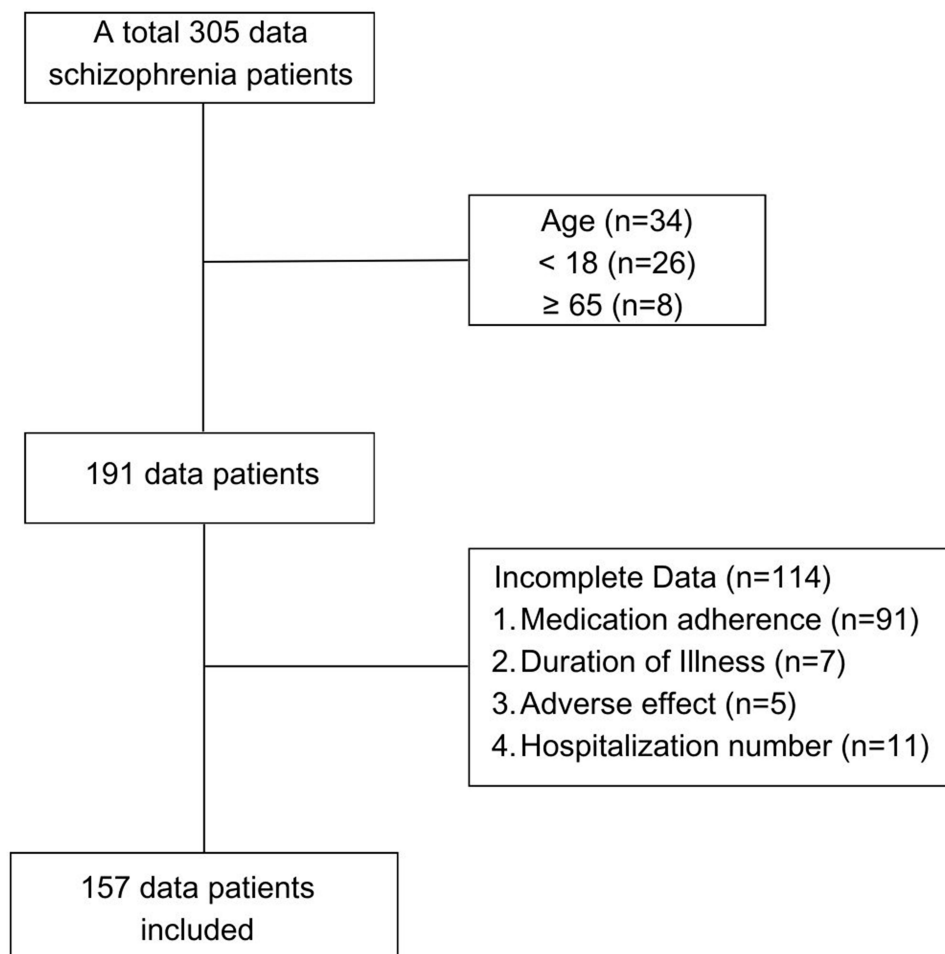 A total 305 data
schizophrenia patients
Age (n=34)
< 18 (n=26)
≥ 65 (n=8)
191 data patients
Incomplete Data (n=114)
1. Medication adherence (n=91)
2. Duration of Illness (n=7)
3. Adverse effect (n=5)
4. Hospitalization number (n=11)
157 data patients
included